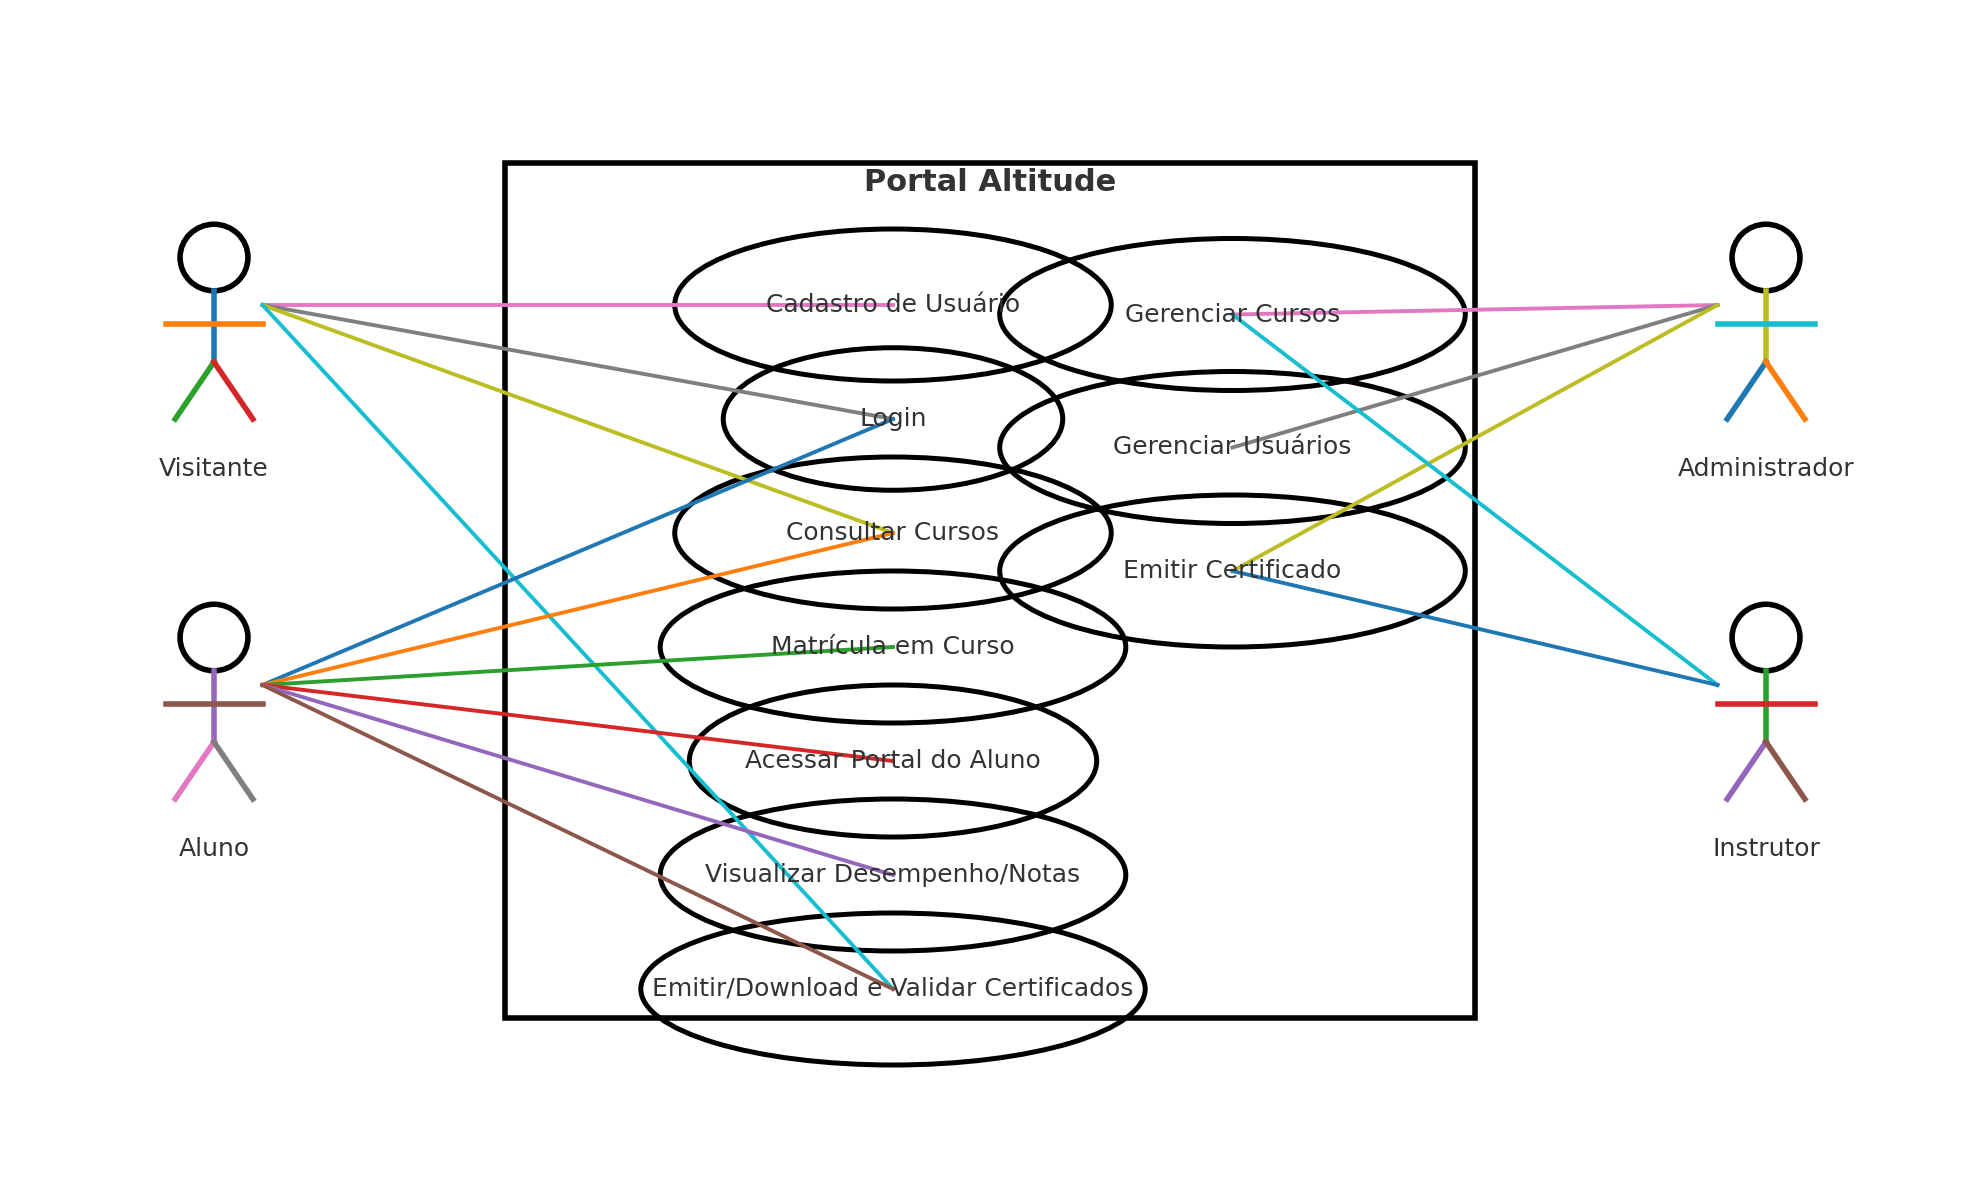 Portal Altitude
Cadastro de Usuário
Gerenciar Cursos
Login
Gerenciar Usuários
Visitante
Administrador
Consultar Cursos
Emitir Certificado
Matrícula em Curso
Acessar Portal do Aluno
Aluno
Instrutor
Visualizar Desempenho/Notas
Emitir/Download e Validar Certificados